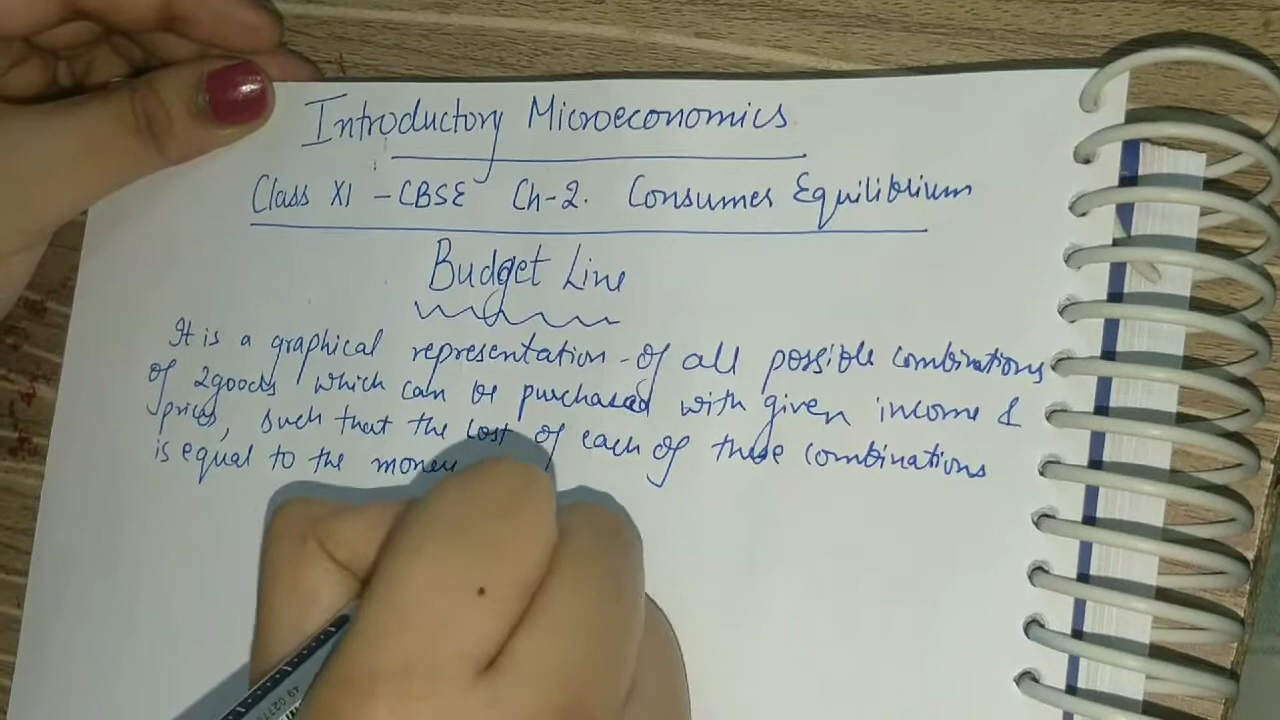 Introductory Microeconomics
Class XI - CBSE Ch-2. Consumer Equilibrium
Budget Line
It is a graphical representation of all possible combinations
of 2goods which can be purchased with given income &
prices, such that the cost of each of these combinations
is equal to the money